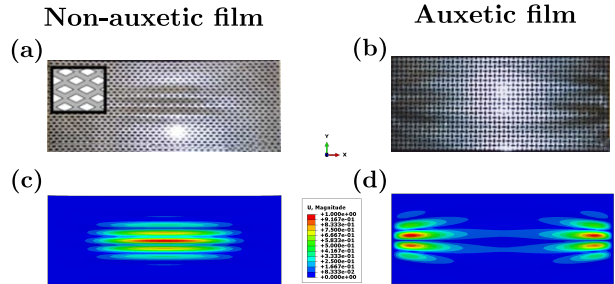 Non-auxetic film
Auxetic film
(a)
(b)
Y
X
(c)
(d)
U, Magnitude
+1.000e+00
+9.167e-01
+8.333e-01
+7.500e-01
+6.667e-01
+5.833e-01
+5.000e-01
+4.167e-01
+3.333e-01
+2.500e-01
+1.667e-01
+8.333e-02
+0.000e+00